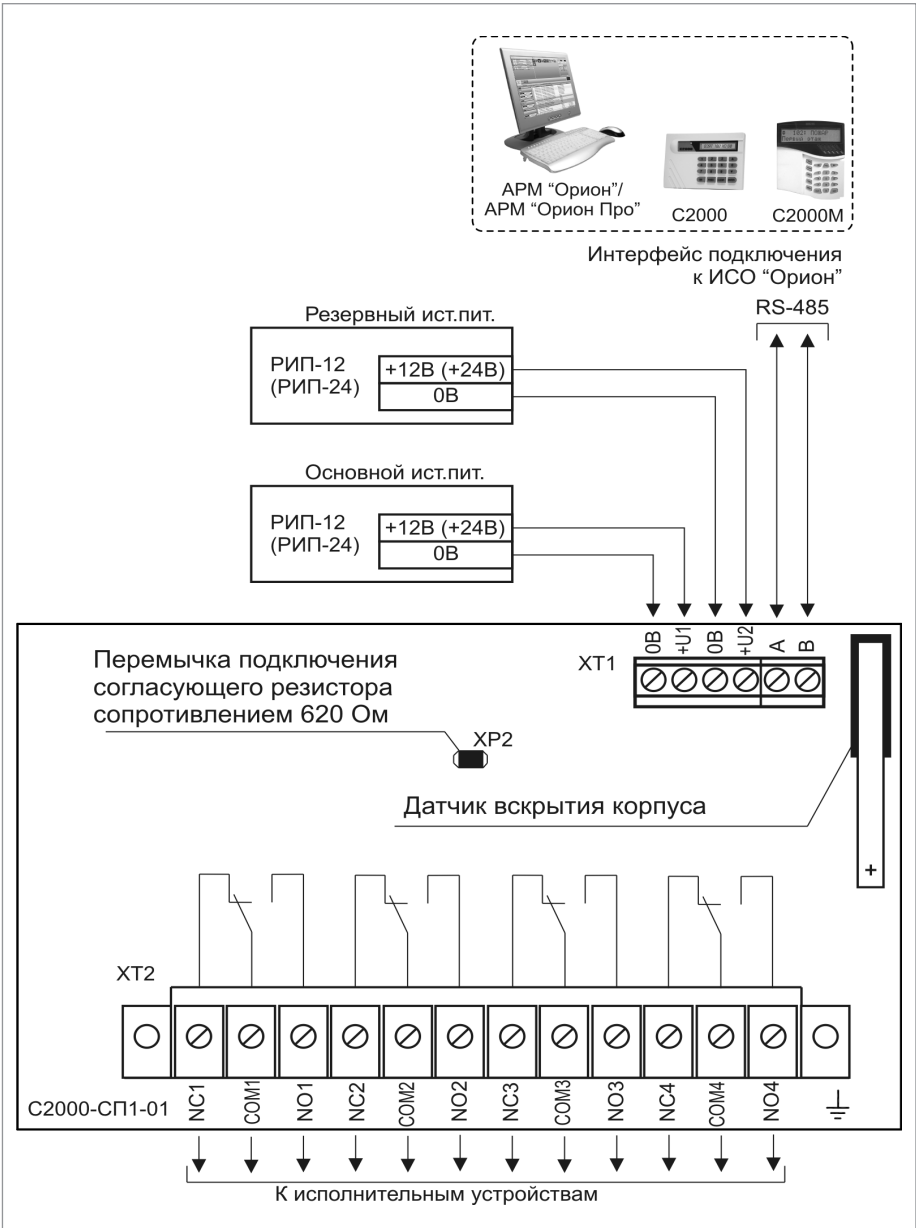 АРМ “Орион”/
АРМ “Орион Про”
С2000
С2000М
Интерфейс подключения
к ИСО “Орион”
RS-485
Резервный ист.пит.
РИП-12
(РИП-24)
+12В (+24В)
0В
Основной ист.пит.
РИП-12
(РИП-24)
+12В (+24В)
0В
0В
+U1
0В
+U2
A
B
XT1
Перемычка подключения
согласующего резистора
сопротивлением 620 Ом
XP2
Датчик вскрытия корпуса
+
XT2
С2000-СП1-01
NC1
COM1
NO1
NC2
COM2
NO2
NC3
COM3
NO3
NC4
COM4
NO4
К исполнительным устройствам